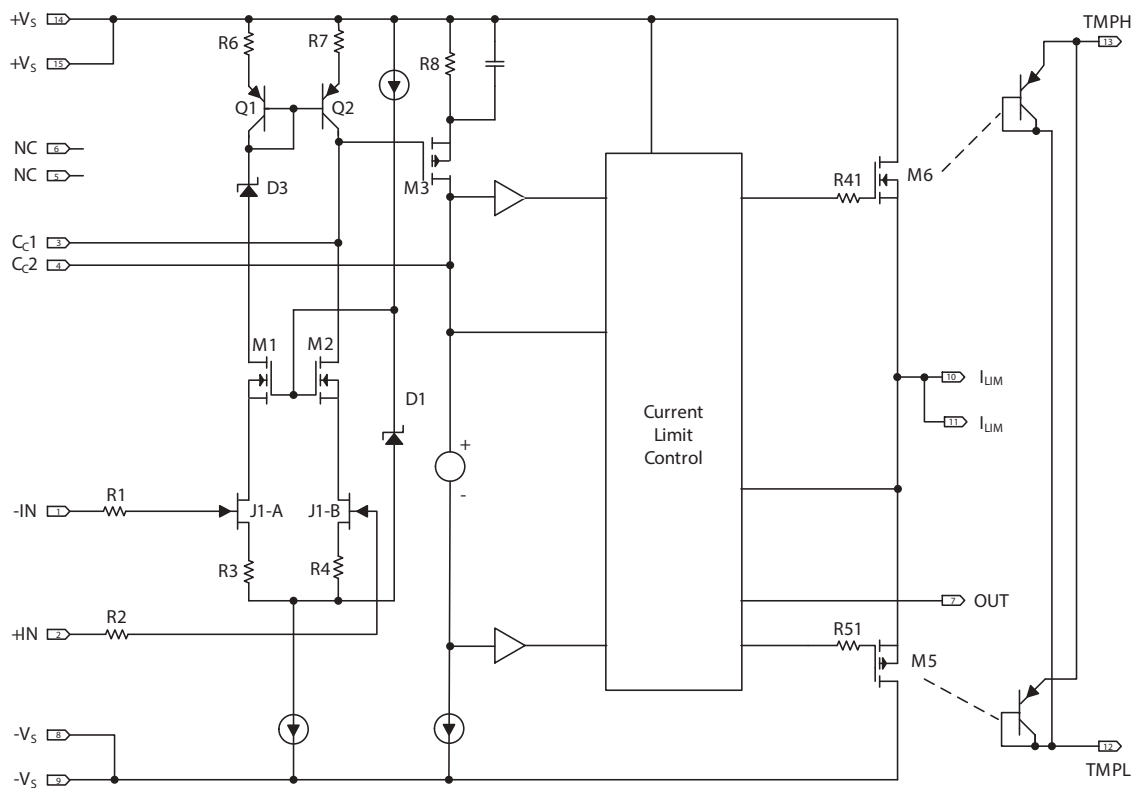 +VS 14
R6
R7
R8
TMPH
13
+VS 15
Q1
Q2
NC 6
NC 5
D3
M3
R41
M6
CC1 3
CC2 4
M1
M2
D1
10 ILIM
11 ILIM
Current
Limit
Control
+
-
-IN 1
R1
J1-A
J1-B
R3
R4
7 OUT
+IN 2
R2
R51
M5
-VS 8
12
-VS 9
TMPL